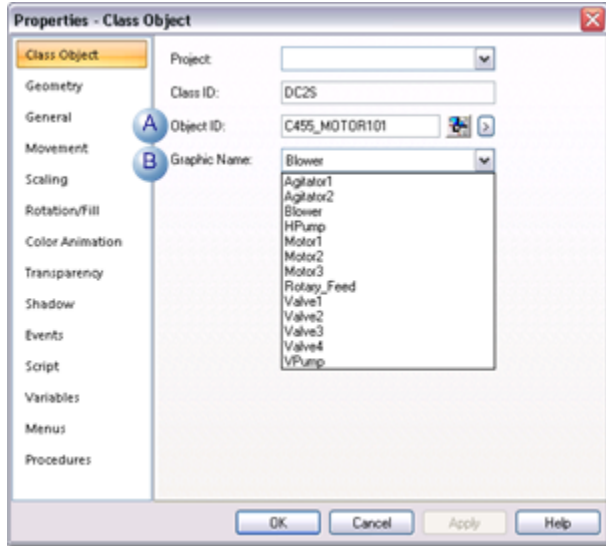 Properties - Class Object
Class Object
Geometry
General
Movement
Scaling
Rotation/Fill
Color Animation
Transparency
Shadow
Events
Script
Variables
Menus
Procedures
Project:
Class ID: DC2S
A Object ID: C455_MOTOR101 >
B Graphic Name: Blower
Agitator1
Agitator2
Blower
HPump
Motor1
Motor2
Motor3
Rotary_Feed
Valve1
Valve2
Valve3
Valve4
VPump
OK Cancel Apply Help